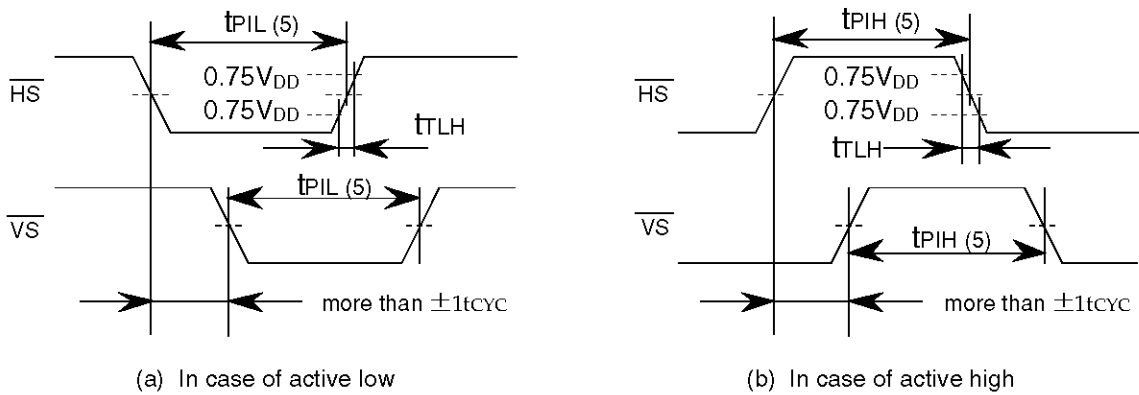 tPIL (5)
HS
0.75VDD
0.75VDD
tTLH
tPIL (5)
VS
more than ±1tCYC
(a) In case of active low
tPIH (5)
HS
0.75VDD
0.75VDD
tTLH
VS
tPIH (5)
more than ±1tCYC
(b) In case of active high